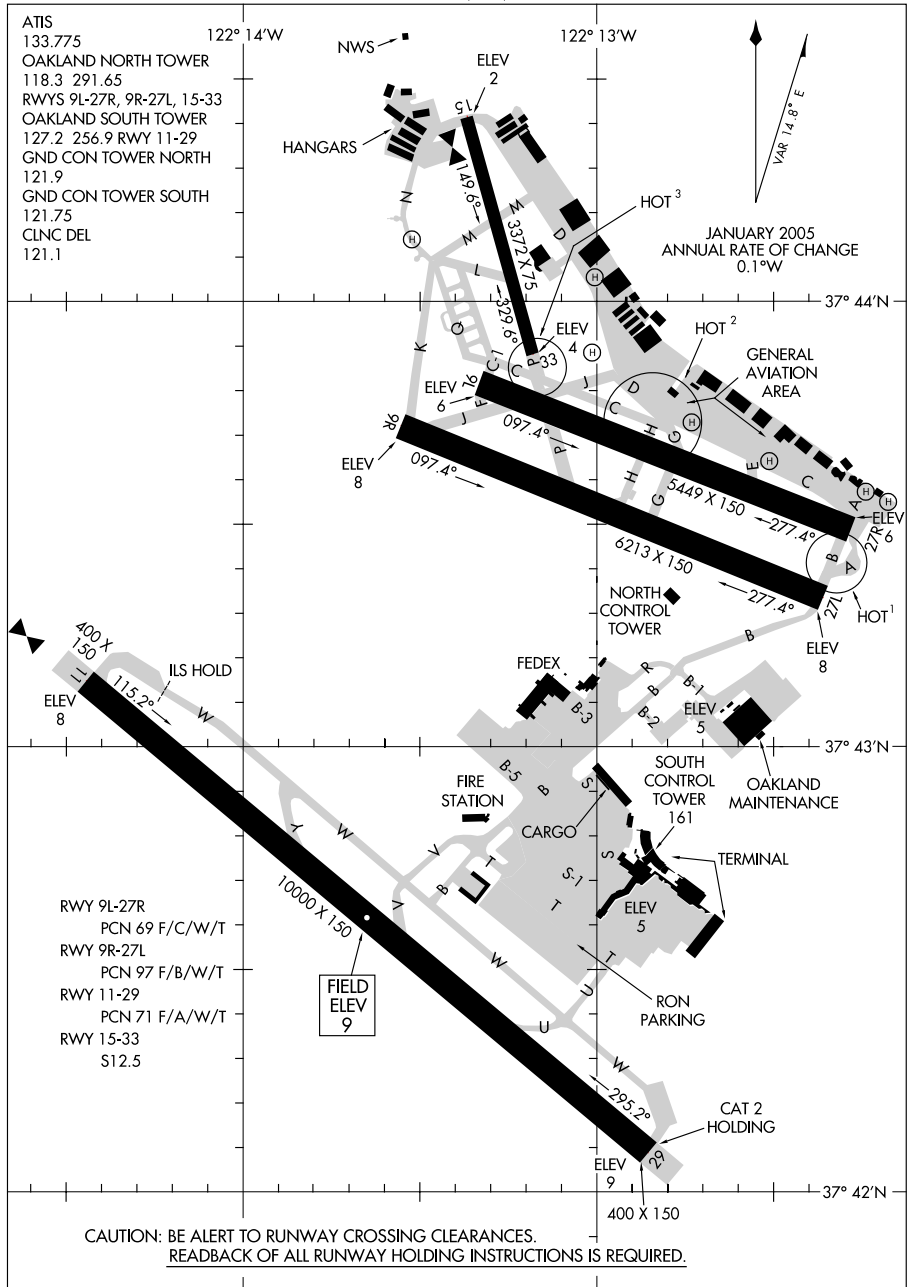 ATIS
133.775
OAKLAND NORTH TOWER
118.3 291.65
RWYS 9L-27R, 9R-27L, 15-33
OAKLAND SOUTH TOWER
127.2 256.9 RWY 11-29
GND CON TOWER NORTH
121.9
GND CON TOWER SOUTH
121.75
CLNC DEL
121.1
122° 14'W
122° 13'W
NWS
ELEV
2
VAR 14.8° E
JANUARY 2005
ANNUAL RATE OF CHANGE
0.1°W
HANGARS
15
149.6°
3372 X 75
329.6°
33
N
H
W
W
M
L
D
HOT 3
H
37° 44'N
Q
K
C-1
C
P
ELEV
4
H
HOT 2
GENERAL
AVIATION
AREA
ELEV
6
9L
F
J
J
D
C
H
G
H
097.4°
5449 X 150
277.4°
E
H
C
A
H
H
ELEV
6
27R
9R
ELEV
8
097.4°
6213 X 150
277.4°
P
H
G
B
A
27L
HOT 1
ELEV
8
NORTH
CONTROL
TOWER
B
R
B
B-1
B-2
B-3
FEDEX
ELEV
5
400 X
150
11
ELEV
8
ILS HOLD
115.2°
W
37° 43'N
OAKLAND
MAINTENANCE
B-5
B
S
SOUTH
CONTROL
TOWER
161
FIRE
STATION
CARGO
TERMINAL
Y
W
V
B
T
S
S-1
T
ELEV
5
10000 X 150
V
W
T
U
U
W
RON
PARKING
FIELD
ELEV
9
RWY 9L-27R
PCN 69 F/C/W/T
RWY 9R-27L
PCN 97 F/B/W/T
RWY 11-29
PCN 71 F/A/W/T
RWY 15-33
S12.5
295.2°
CAT 2
HOLDING
29
ELEV
9
400 X 150
37° 42'N
CAUTION: BE ALERT TO RUNWAY CROSSING CLEARANCES.
READBACK OF ALL RUNWAY HOLDING INSTRUCTIONS IS REQUIRED.